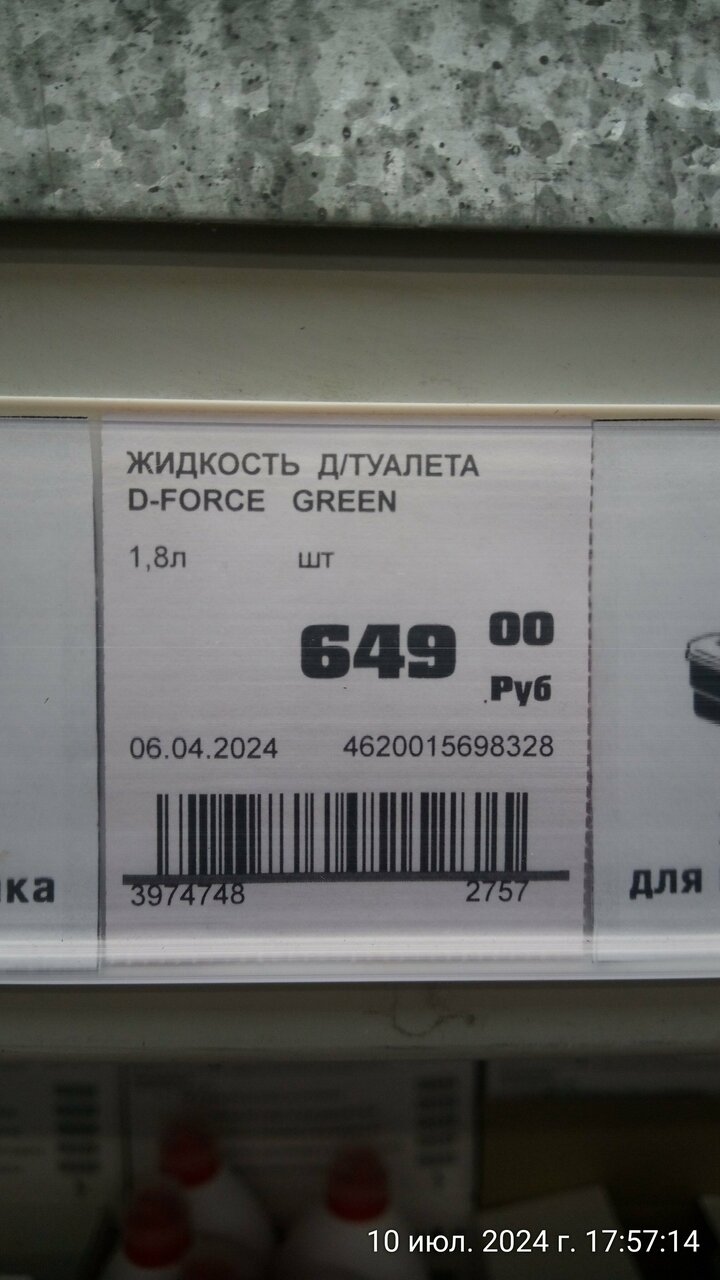 ЖИДКОСТЬ Д/ТУАЛЕТА
D-FORCE GREEN
1,8л шт
649 00
Руб
06.04.2024 4620015698328
3974748 2757
для
10 июл. 2024 г. 17:57:14